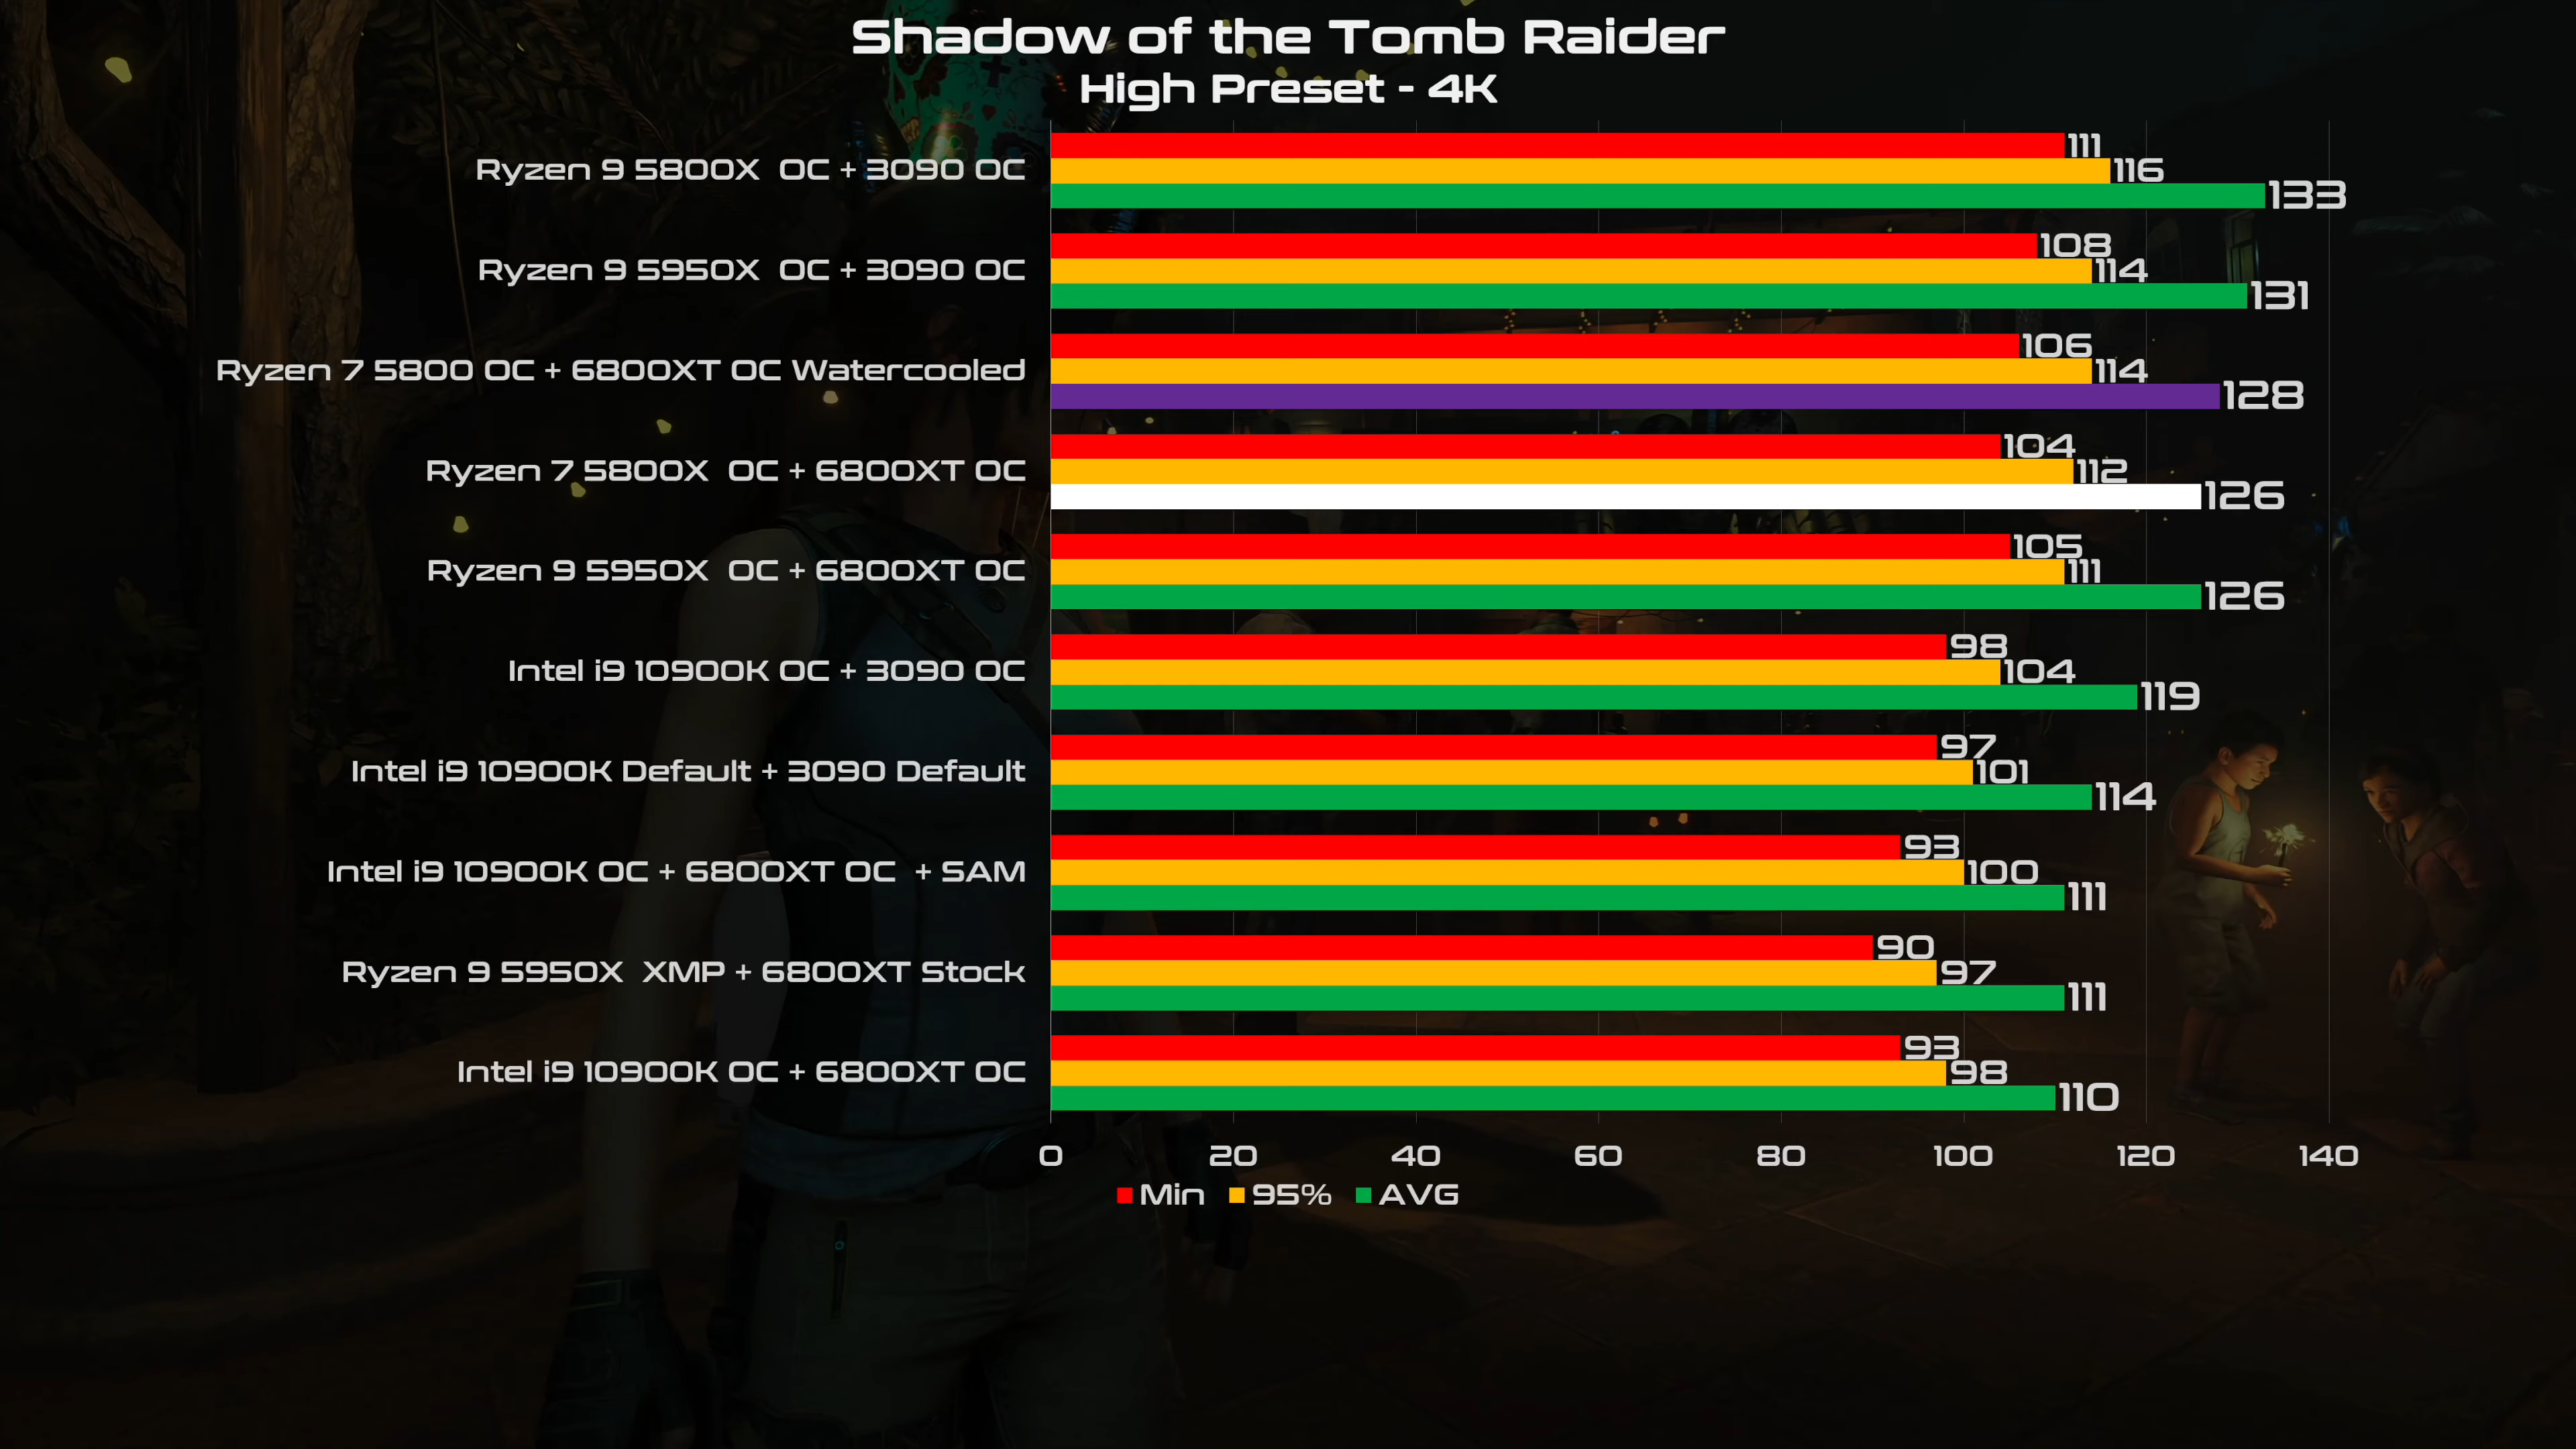 Shadow of the Tomb Raider
High Preset - 4K
Ryzen 9 5800X  OC + 3090 OC
111
116
133
Ryzen 9 5950X  OC + 3090 OC
108
114
131
Ryzen 7 5800 OC + 6800XT OC Watercooled
106
114
128
Ryzen 7 5800X  OC + 6800XT OC
104
112
126
Ryzen 9 5950X  OC + 6800XT OC
105
111
126
Intel i9 10900K OC + 3090 OC
98
104
119
Intel i9 10900K Default + 3090 Default
97
101
114
Intel i9 10900K OC + 6800XT OC  + SAM
93
100
111
Ryzen 9 5950X  XMP + 6800XT Stock
90
97
111
Intel i9 10900K OC + 6800XT OC
93
98
110
0 20 40 60 80 100 120 140
Min 95% AVG